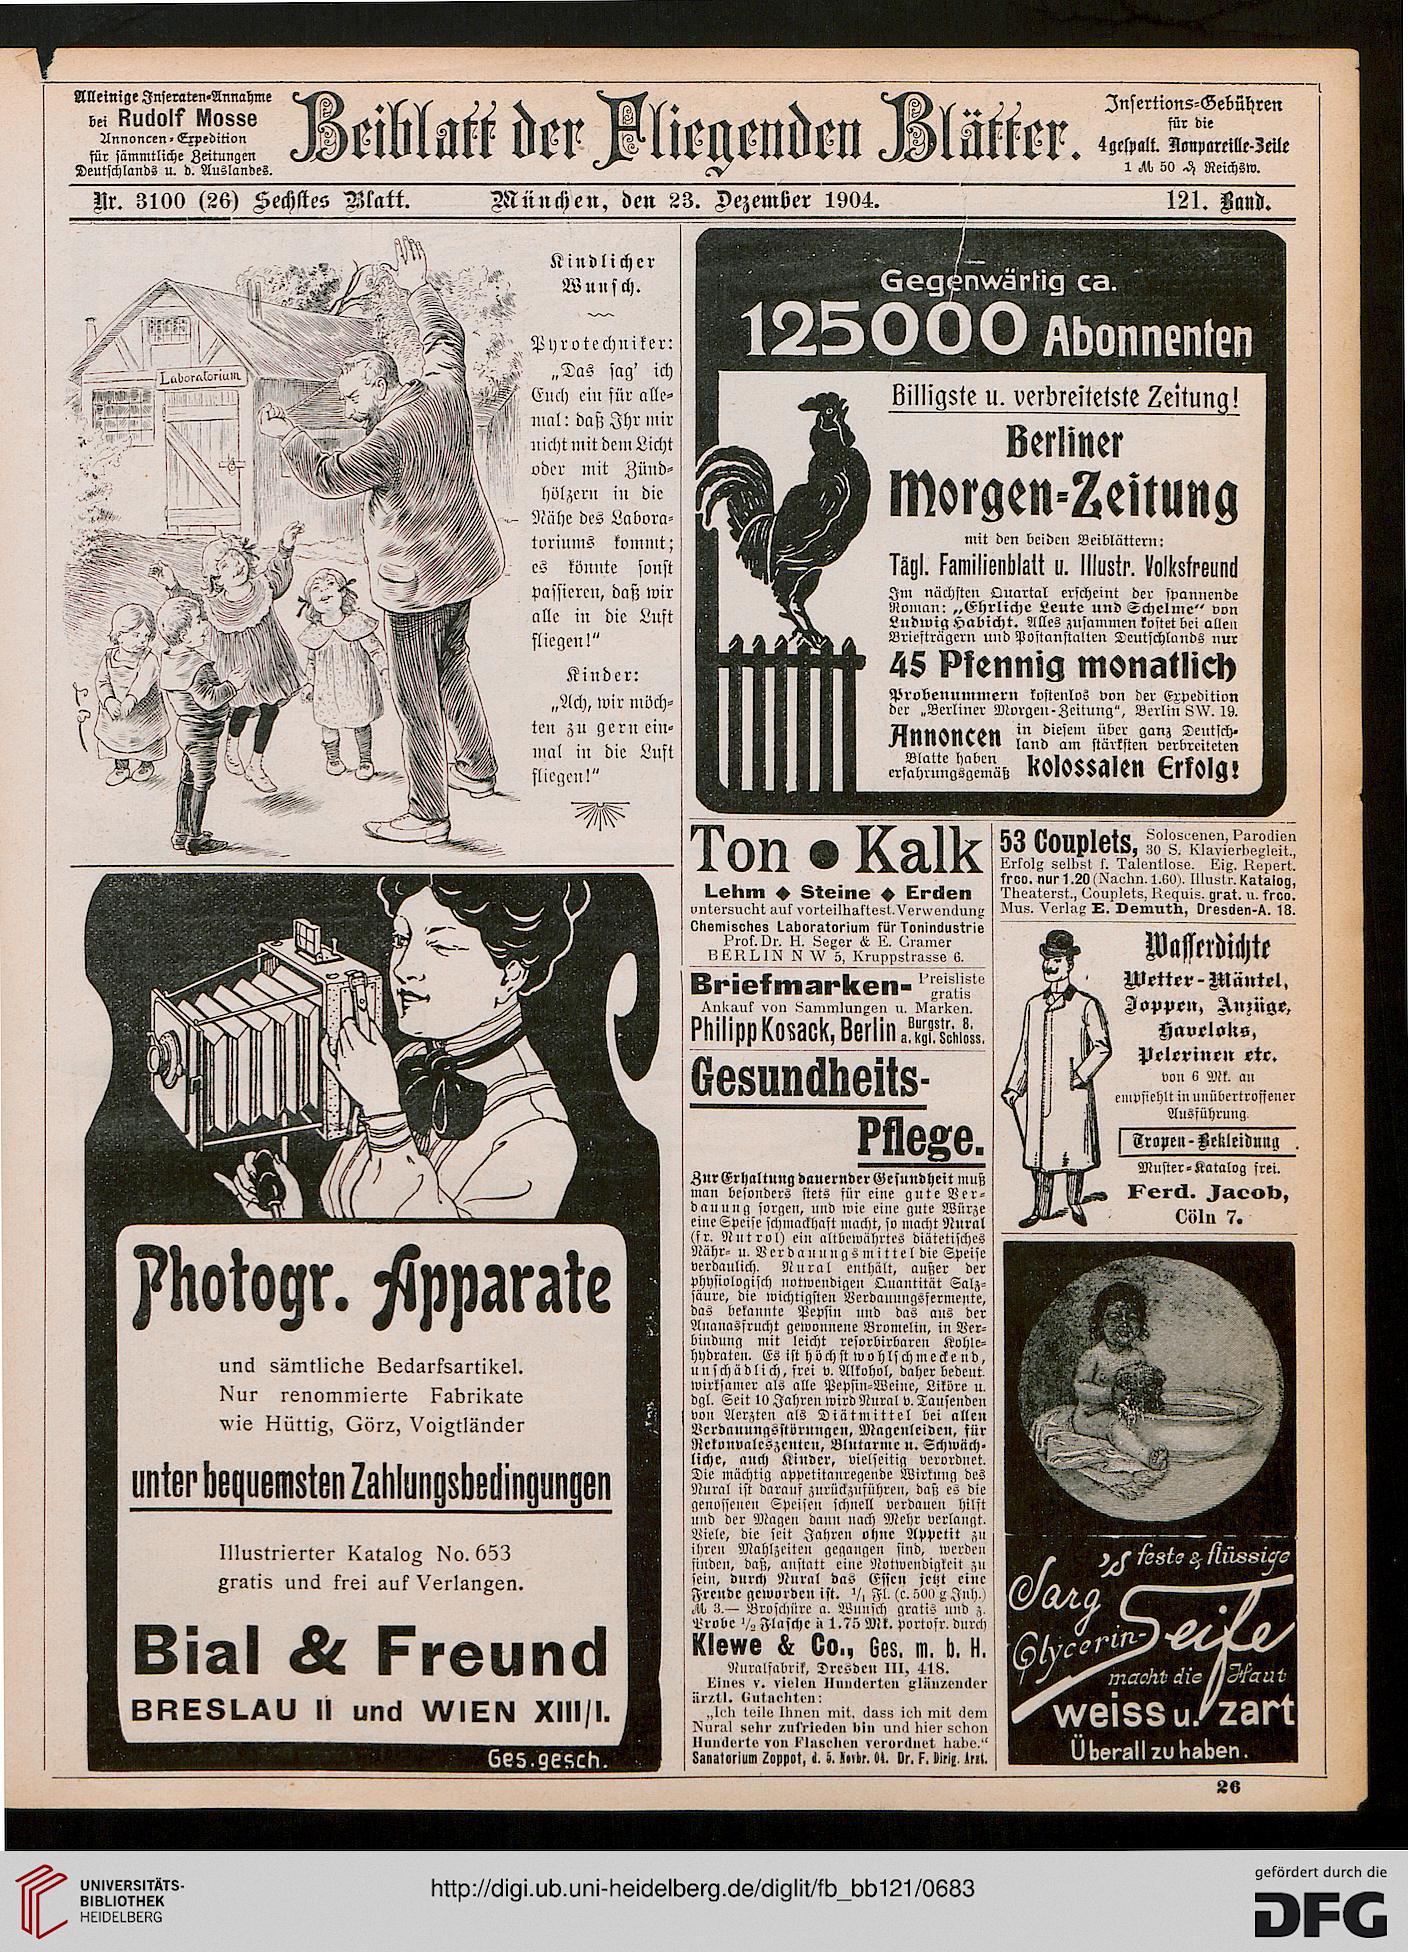 Alleinige Inseraten-Annahme
bei Rudolf Mosse
Annoncen-Expedition
für sämmtliche Zeitungen
Deutschlands u. d. Auslandes.
Beiblatt der Fliegenden Blätter.
Insertions-Gebühren
für die
4gespalt. Nonpareille-Zeile
1 ℳ 50 ₰ Reichsw.
Nr. 3100 (26) Sechstes Blatt. München, den 23. Dezember 1904. 121. Band.
Laboratorium
Kindlicher
Wunsch.
Pyrotechniker:
„Das sag' ich
Euch ein für alle-
mal: daß Ihr mir
nicht mit dem Licht
oder mit Zünd-
hölzern in die
Nähe des Labora-
toriums kommt;
es könnte sonst
passieren, daß wir
alle in die Luft
fliegen!"
Kinder:
„Ach, wir möch-
ten zu gern ein-
mal in die Luft
fliegen!"
Photogr. Apparate
und sämtliche Bedarfsartikel.
Nur renommierte Fabrikate
wie Hüttig, Görz, Voigtländer
unter bequemsten Zahlungsbedingungen
Illustrierter Katalog No. 653
gratis und frei auf Verlangen.
Bial & Freund
BRESLAU II und WIEN XIII/I.
Ges. gesch.
Gegenwärtig ca.
125000 Abonnenten
Billigste u. verbreitetste Zeitung!
Berliner
Morgen-Zeitung
mit den beiden Beiblättern:
Tägl. Familienblatt u. Illustr. Volksfreund
Im nächsten Quartal erscheint der spannende
Roman: „Ehrliche Leute und Schelme" von
Ludwig Habicht. Alles zusammen kostet bei allen
Briefträgern und Postanstalten Deutschlands nur
45 Pfennig monatlich
Probenummern kostenlos von der Expedition
der „Berliner Morgen-Zeitung", Berlin SW. 19.
Annoncen in diesem über ganz Deutsch-
land am stärksten verbreiteten
Blatte haben
erfahrungsgemäß kolossalen Erfolg!
Ton • Kalk
Lehm ◆ Steine ◆ Erden
untersucht auf vorteilhaftest. Verwendung
Chemisches Laboratorium für Tonindustrie
Prof. Dr. H. Seger & E. Cramer
BERLIN NW 5, Kruppstrasse 6.
Briefmarken- Preisliste
gratis
Ankauf von Sammlungen u. Marken.
Philipp Kosack, Berlin Burgstr. 8,
a. kgl. Schloss.
Gesundheits-
Pflege.
Zur Erhaltung dauernder Gesundheit muß
man besonders stets für eine gute Ver-
dauung sorgen, und wie eine gute Würze
eine Speise schmackhaft macht, so macht Nural
(fr. Nutrol) ein altbewährtes diätetisches
Nähr- u. Verdauungsmittel die Speise
verdaulich. Nural enthält, außer der
physiologisch notwendigen Quantität Salz-
säure, die wichtigsten Verdauungsfermente,
das bekannte Pepsin und das aus der
Ananasfrucht gewonnene Bromelin, in Ver-
bindung mit leicht resorbirbaren Kohle-
hydraten. Es ist höchst wohlschmeckend,
unschädlich, frei v. Alkohol, daher bedeut.
wirksamer als alle Pepsin-Weine, Liköre u.
dgl. Seit 10 Jahren wird Nural v. Tausenden
von Aerzten als Diätmittel bei allen
Verdauungsstörungen, Magenleiden, für
Rekonvaleszenten, Blutarme u. Schwäch-
liche, auch Kinder, vielseitig verordnet.
Die mächtig appetitanregende Wirkung des
Nural ist darauf zurückzuführen, daß es die
genossenen Speisen schnell verdauen hilft
und der Magen dann nach Mehr verlangt.
Viele, die seit Jahren ohne Appetit zu
ihren Mahlzeiten gegangen sind, werden
finden, daß, anstatt eine Notwendigkeit zu
sein, durch Nural das Essen jetzt eine
Freude geworden ist. 1/1 Fl. (c. 500 g Inh.)
ℳ 3.— Broschüre a. Wunsch gratis und z.
Probe 1/2 Flasche à 1.75 Mk. portofr. durch
Klewe & Co., Ges. m. b. H.
Nuralfabrik, Dresden III, 418.
Eines v. vielen Hunderten glänzender
ärztl. Gutachten:
„Ich teile Ihnen mit, dass ich mit dem
Nural sehr zufrieden bin und hier schon
Hunderte von Flaschen verordnet habe."
Sanatorium Zoppot, d. 5. Novbr. 04. Dr. F. Dirig. Arzt.
53 Couplets, Soloscenen, Parodien
30 S. Klavierbegleit.,
Erfolg selbst f. Talentlose. Eig. Repert.
frco. nur 1.20 (Nachn. 1.60). Illustr. Katalog,
Theaterst., Couplets, Requis. grat. u. frco.
Mus. Verlag E. Demuth, Dresden-A. 18.
Wasserdichte
Wetter-Mäntel,
Joppen, Anzüge,
Haveloks,
Pelerinen etc.
von 6 Mk. an
empfiehlt in unübertroffener
Ausführung.
Tropen-Bekleidung.
Muster-Katalog frei.
Ferd. Jacob,
Cöln 7.
Sarg's feste & flüssige
Glycerin-Seife
macht die Haut
weiss u. zart
Überall zu haben.
26
UNIVERSITÄTS-
BIBLIOTHEK
HEIDELBERG
http://digi.ub.uni-heidelberg.de/diglit/fb_bb121/0683
gefördert durch die
DFG